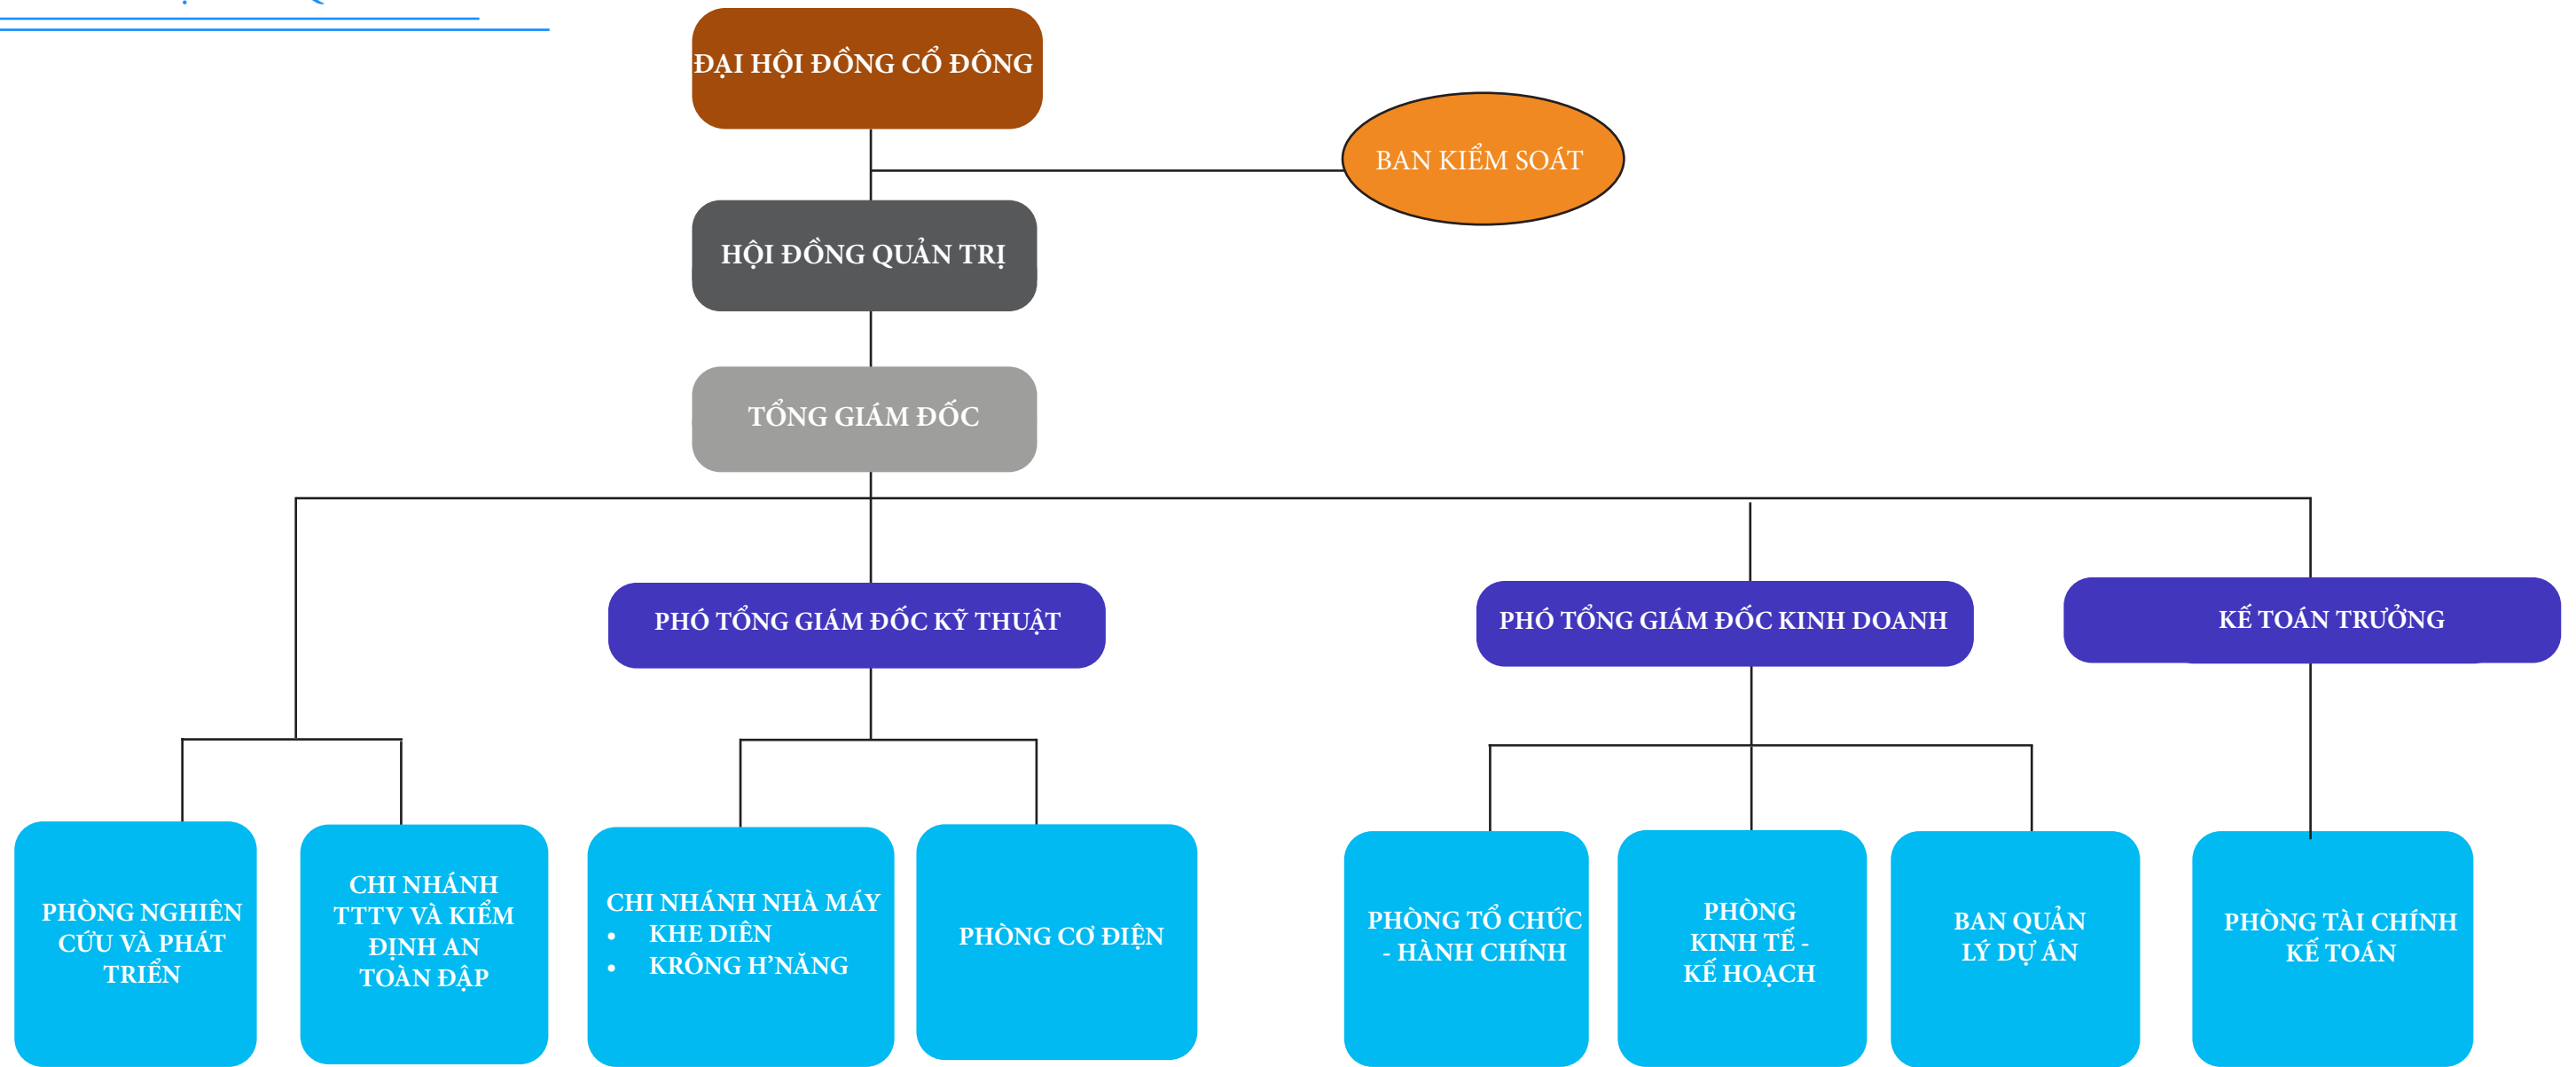 ĐẠI HỘI ĐỒNG CỔ ĐÔNG
BAN KIỂM SOÁT
HỘI ĐỒNG QUẢN TRỊ
TỔNG GIÁM ĐỐC
PHÓ TỔNG GIÁM ĐỐC KỸ THUẬT
PHÓ TỔNG GIÁM ĐỐC KINH DOANH
KẾ TOÁN TRƯỞNG
PHÒNG NGHIÊN
CỨU VÀ PHÁT
TRIỂN
CHI NHÁNH
TTTV VÀ KIỂM
ĐỊNH AN
TOÀN ĐẬP
CHI NHÁNH NHÀ MÁY
• KHE DIÊN
• KRÔNG H’NĂNG
PHÒNG CƠ ĐIỆN
PHÒNG TỔ CHỨC
- HÀNH CHÍNH
PHÒNG
KINH TẾ -
KẾ HOẠCH
BAN QUẢN
LÝ DỰ ÁN
PHÒNG TÀI CHÍNH
KẾ TOÁN